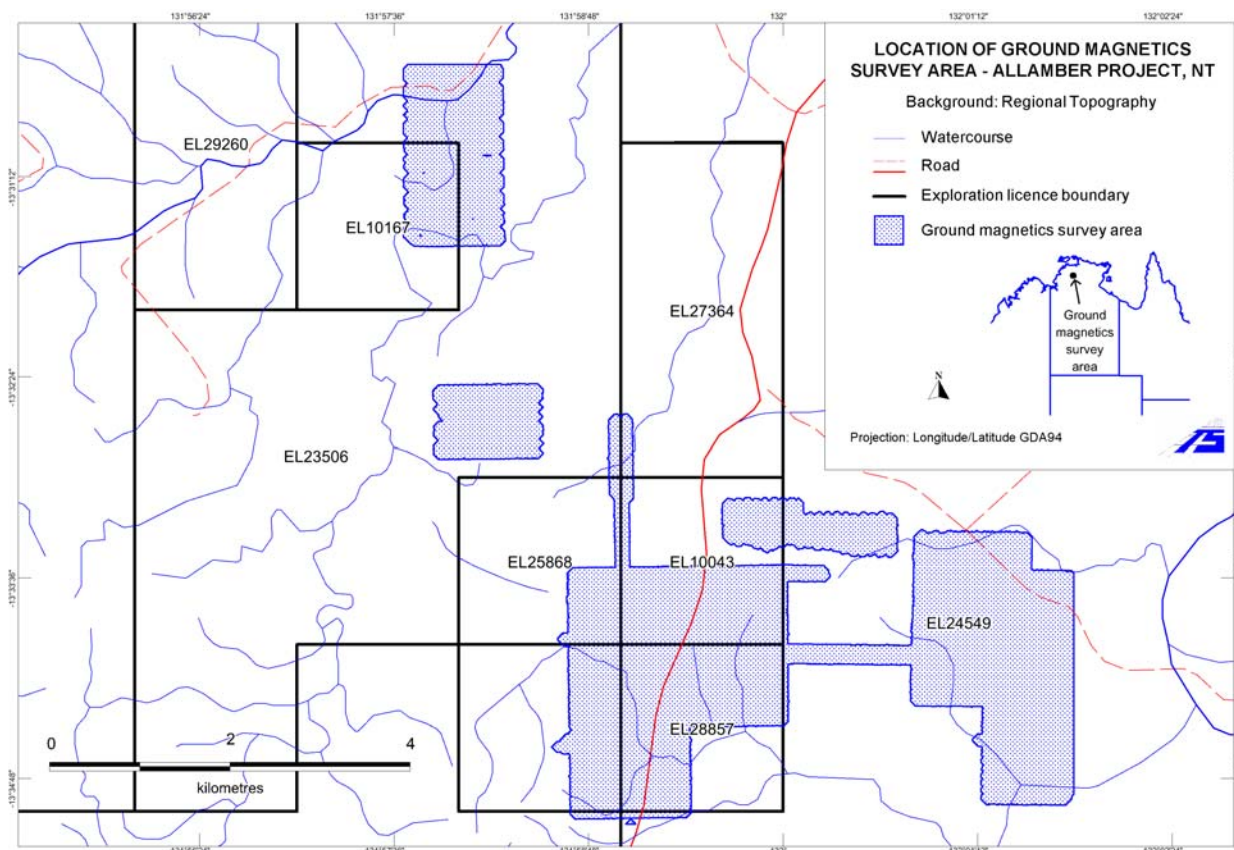 131°56'24"
131°57'36"
131°58'48"
132°
132°01'12"
132°02'24"
LOCATION OF GROUND MAGNETICS
SURVEY AREA - ALLAMBER PROJECT, NT
Background: Regional Topography
Watercourse
Road
Exploration licence boundary
Ground magnetics survey area
Ground
magnetics
survey
area
N
Projection: Longitude/Latitude GDA94
EL29260
-13°31'12"
EL10167
EL27364
-13°32'24"
EL23506
EL25868
EL10043
-13°33'36"
EL24549
EL28857
0
2
4
kilometres
-13°34'48"
132°